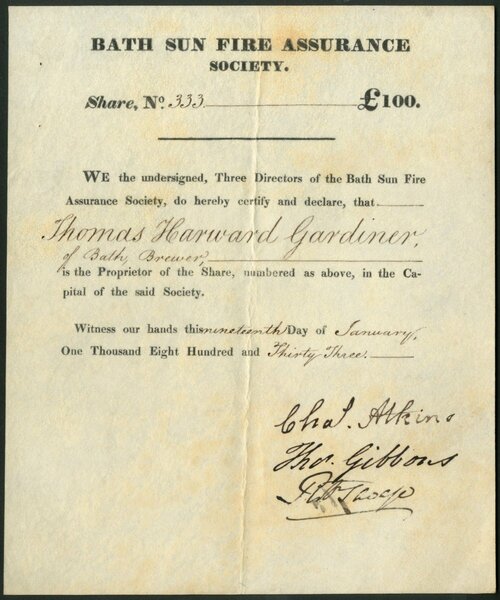 BATH SUN FIRE ASSURANCE
SOCIETY.
Share, No. 333 £100.
WE the undersigned, Three Directors of the Bath Sun Fire
Assurance Society, do hereby certify and declare, that
Thomas Harward Gardiner,
of Bath, Brewer,
is the Proprietor of the Share, numbered as above, in the Ca-
pital of the said Society.
Witness our hands this nineteenth Day of January,
One Thousand Eight Hundred and Thirty Three.
Chas. Atkins
Thos. Gibbons